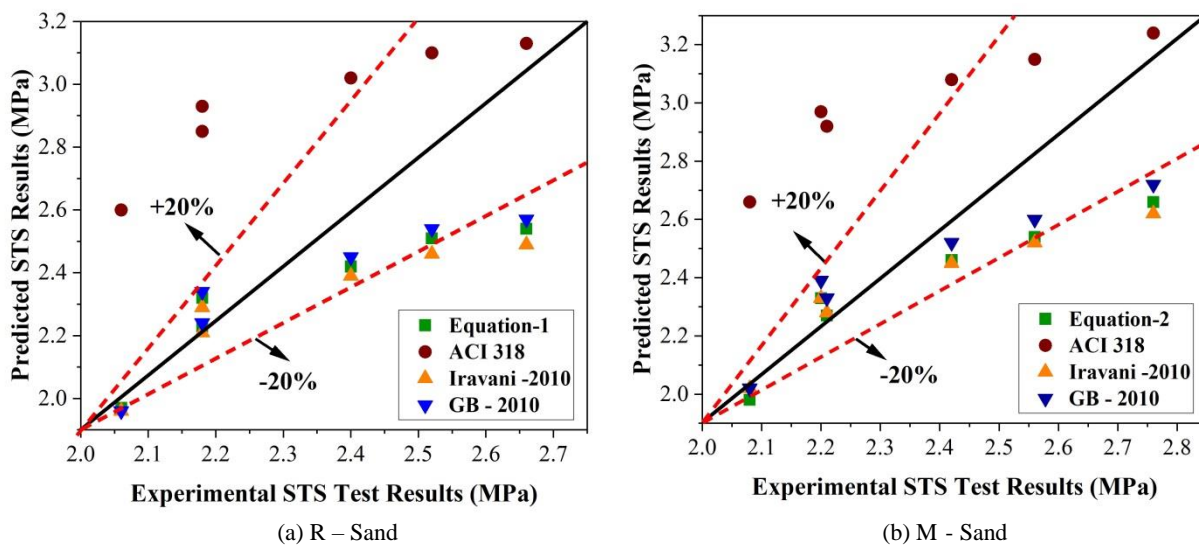 3.2
3.0
2.8
2.6
2.4
2.2
2.0
Predicted STS Results (MPa)
+20%
-20%
Equation-1
ACI 318
Iravani -2010
GB - 2010
2.0 2.1 2.2 2.3 2.4 2.5 2.6 2.7
Experimental STS Test Results (MPa)
(a) R – Sand
3.2
3.0
2.8
2.6
2.4
2.2
2.0
Predicted STS Results (MPa)
+20%
-20%
Equation-2
ACI 318
Iravani -2010
GB - 2010
2.0 2.1 2.2 2.3 2.4 2.5 2.6 2.7 2.8
Experimental STS Test Results (MPa)
(b) M - Sand